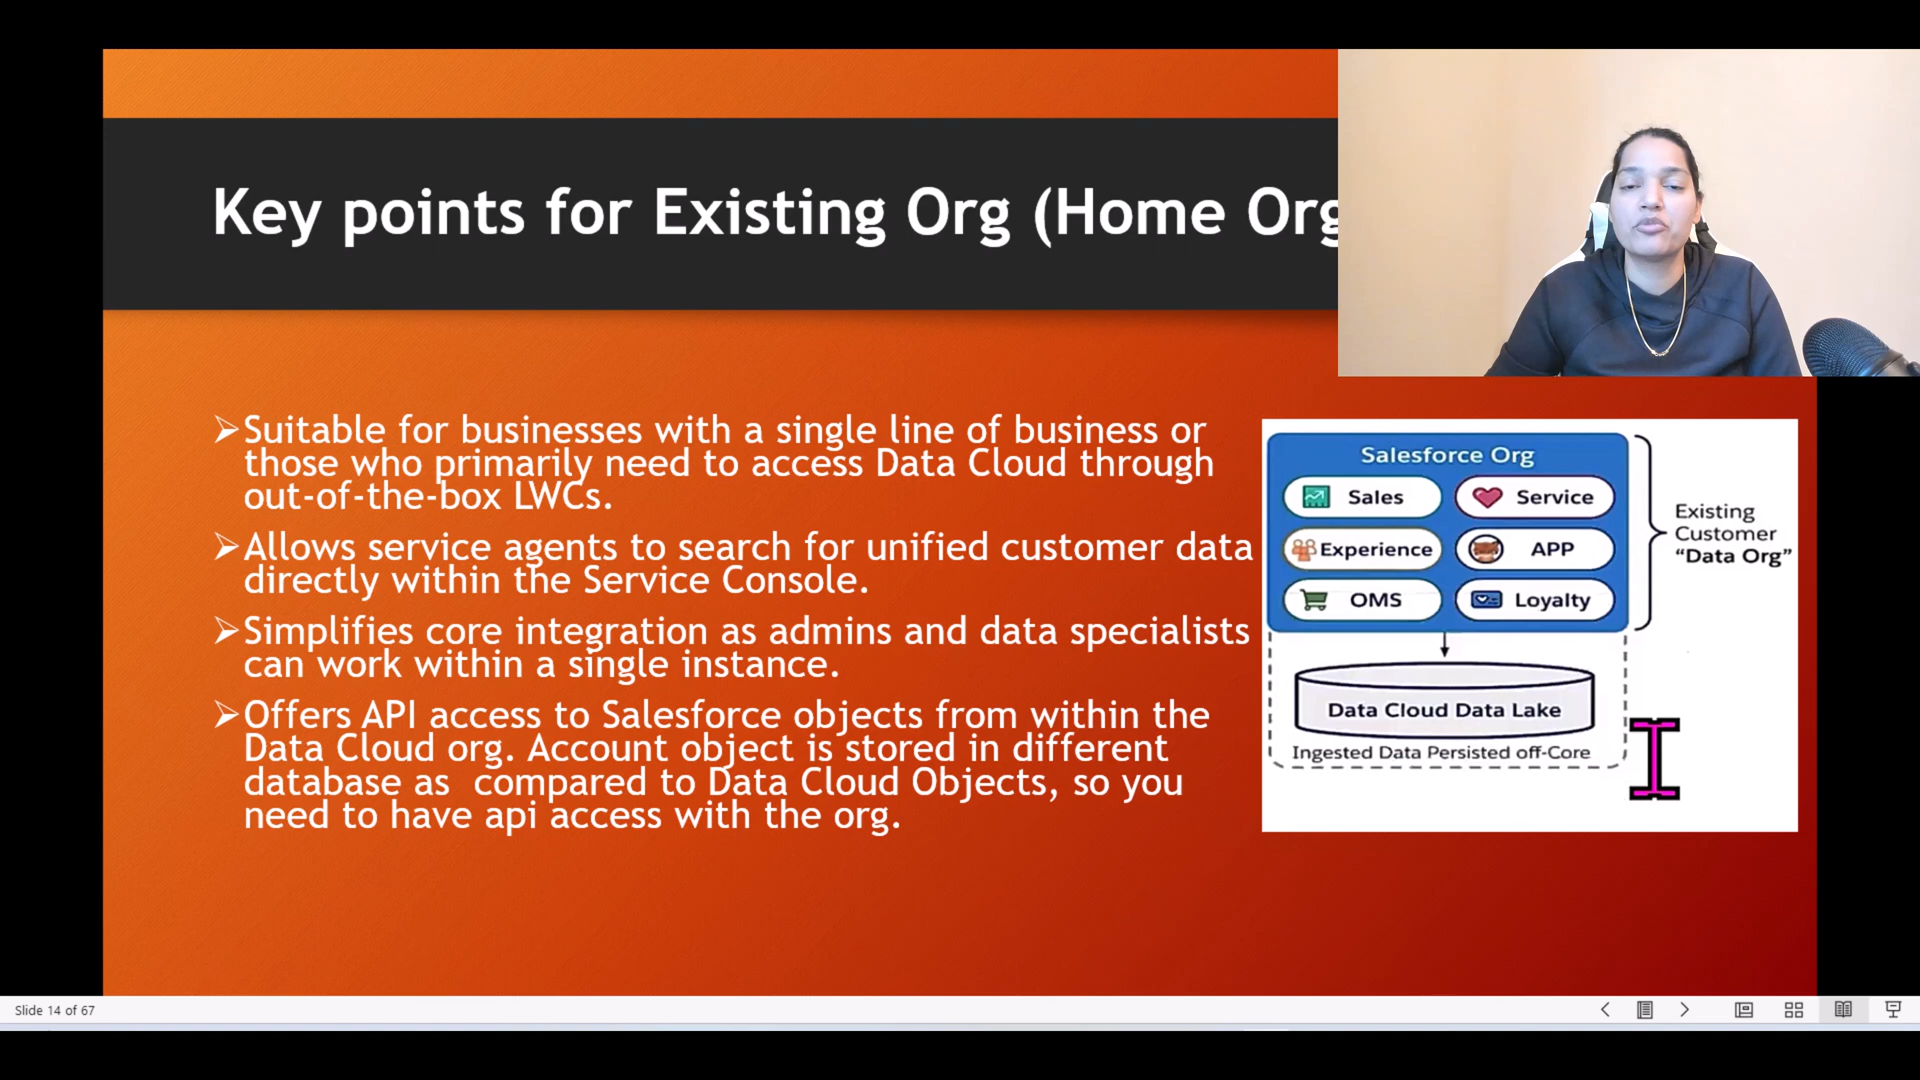 Key points for Existing Org (Home Org
Suitable for businesses with a single line of business or
those who primarily need to access Data Cloud through
out-of-the-box LWCs.
Allows service agents to search for unified customer data
directly within the Service Console.
Simplifies core integration as admins and data specialists
can work within a single instance.
Offers API access to Salesforce objects from within the
Data Cloud org. Account object is stored in different
database as  compared to Data Cloud Objects, so you
need to have api access with the org.
Salesforce Org
Sales
Service
Experience
APP
OMS
Loyalty
Existing
Customer
“Data Org”
Data Cloud Data Lake
Ingested Data Persisted off-Core
Slide 14 of 67